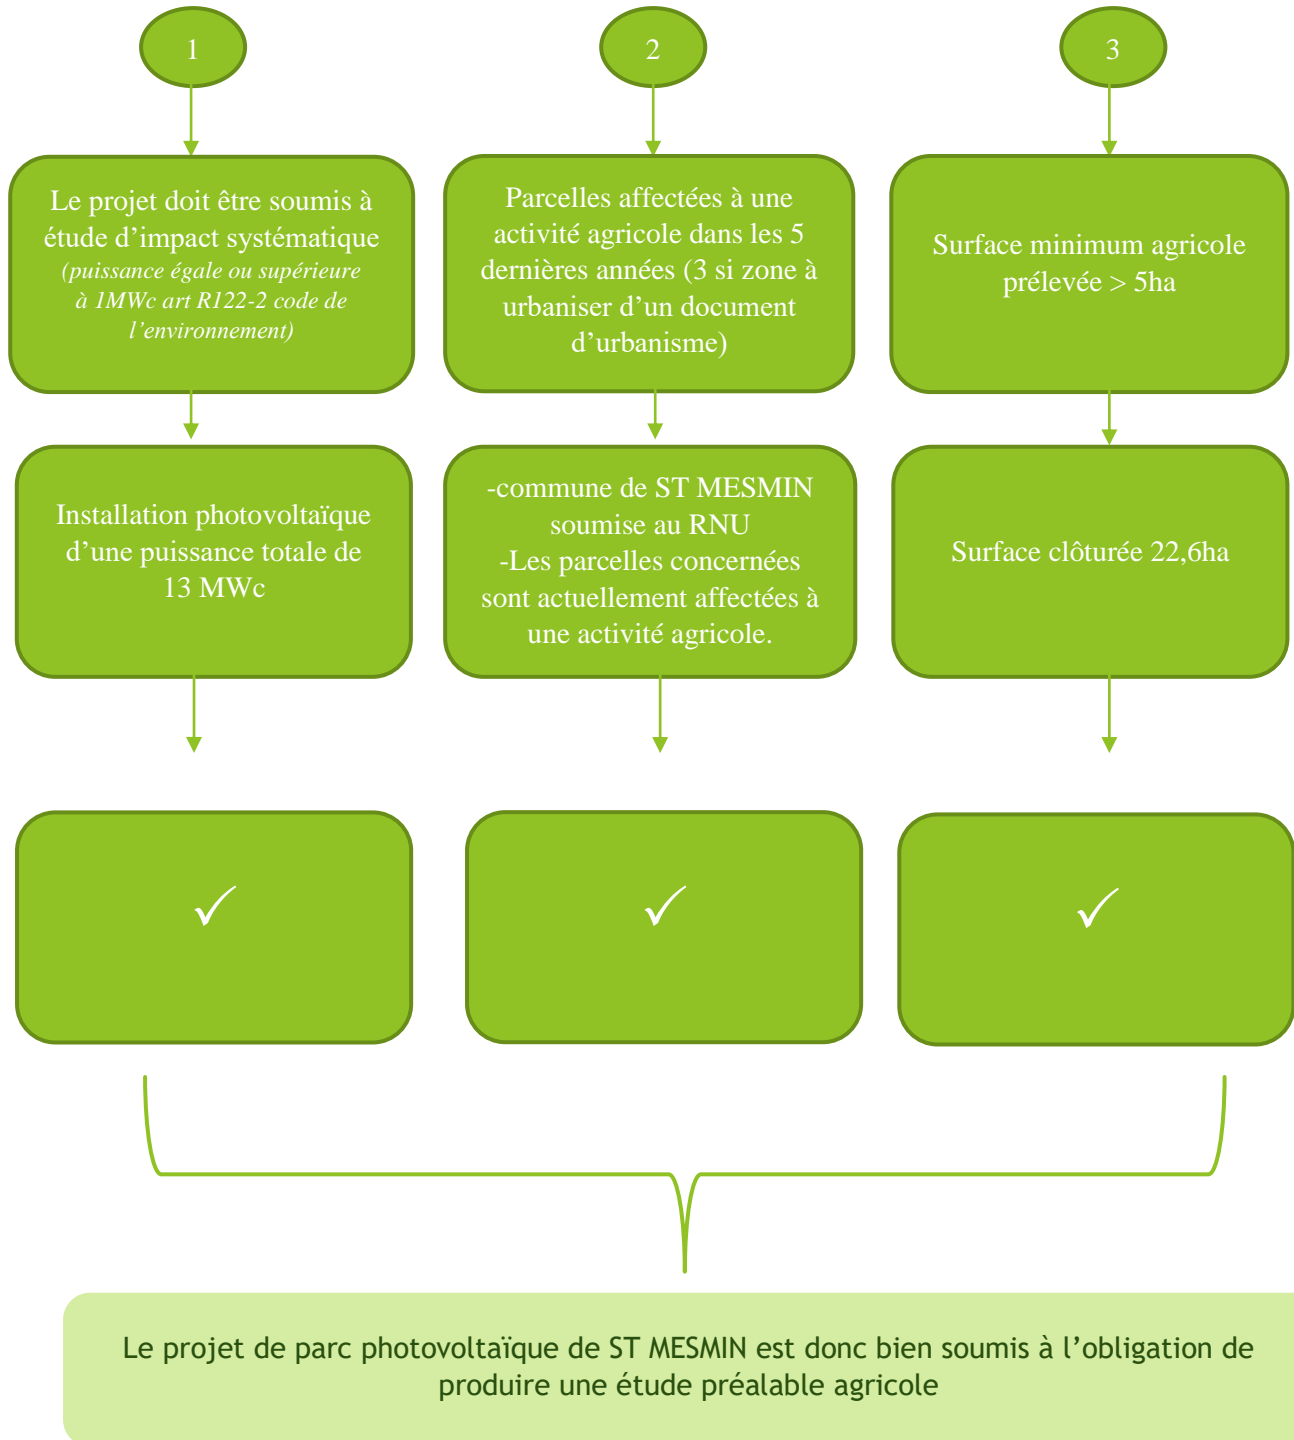 1
2
3
Le projet doit être soumis à
étude d’impact systématique
(puissance égale ou supérieure
à 1MWc art R122-2 code de
l’environnement)
Parcelles affectées à une
activité agricole dans les 5
dernières années (3 si zone à
urbaniser d’un document
d’urbanisme)
Surface minimum agricole
prélevée > 5ha
Installation photovoltaïque
d’une puissance totale de
13 MWc
-commune de ST MESMIN
soumise au RNU
-Les parcelles concernées
sont actuellement affectées à
une activité agricole.
Surface clôturée 22,6ha
✓
✓
✓
Le projet de parc photovoltaïque de ST MESMIN est donc bien soumis à l’obligation de
produire une étude préalable agricole